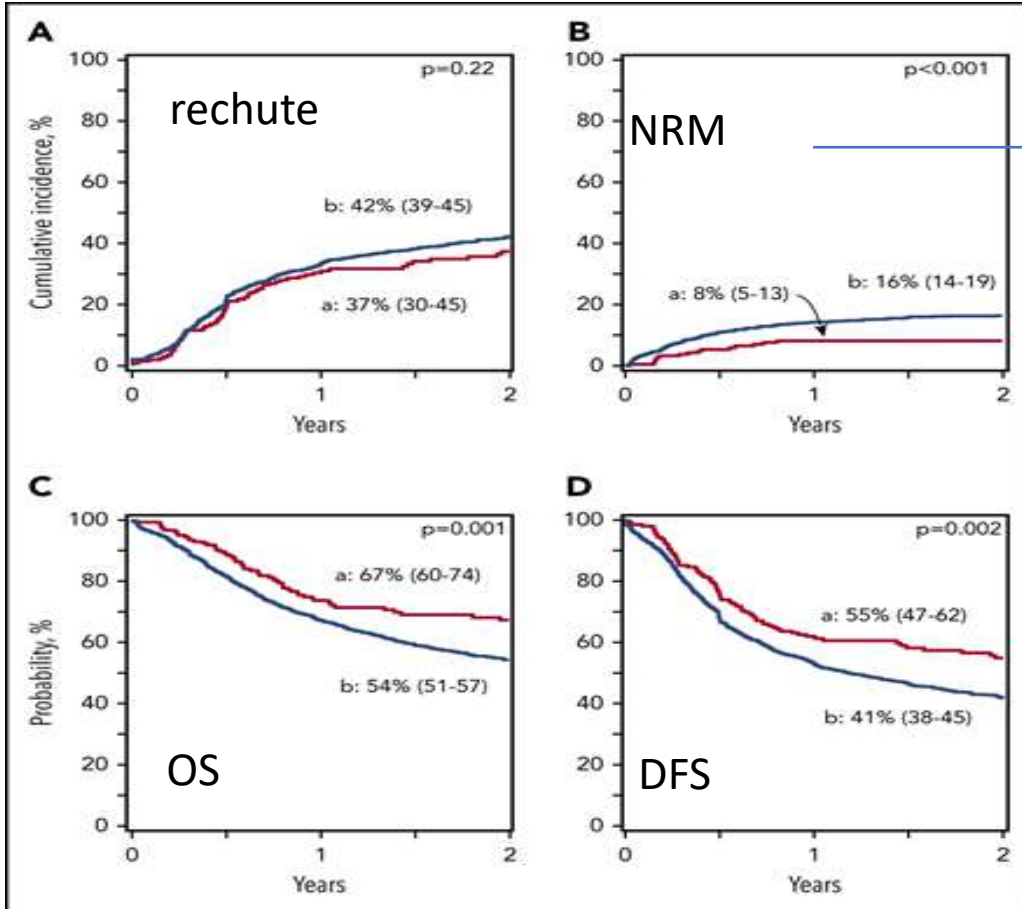 A
Cumulative incidence, %
100
80
60
40
20
0
p=0.22
rechute
b: 42% (39-45)
a: 37% (30-45)
0 1 2
Years
B
100
80
60
40
20
0
p<0.001
NRM
a: 8% (5-13)
b: 16% (14-19)
0 1 2
Years
C
Probability, %
100
80
60
40
20
0
p=0.001
a: 67% (60-74)
b: 54% (51-57)
OS
0 1 2
Years
D
100
80
60
40
20
0
p=0.002
a: 55% (47-62)
b: 41% (38-45)
DFS
0 1 2
Years